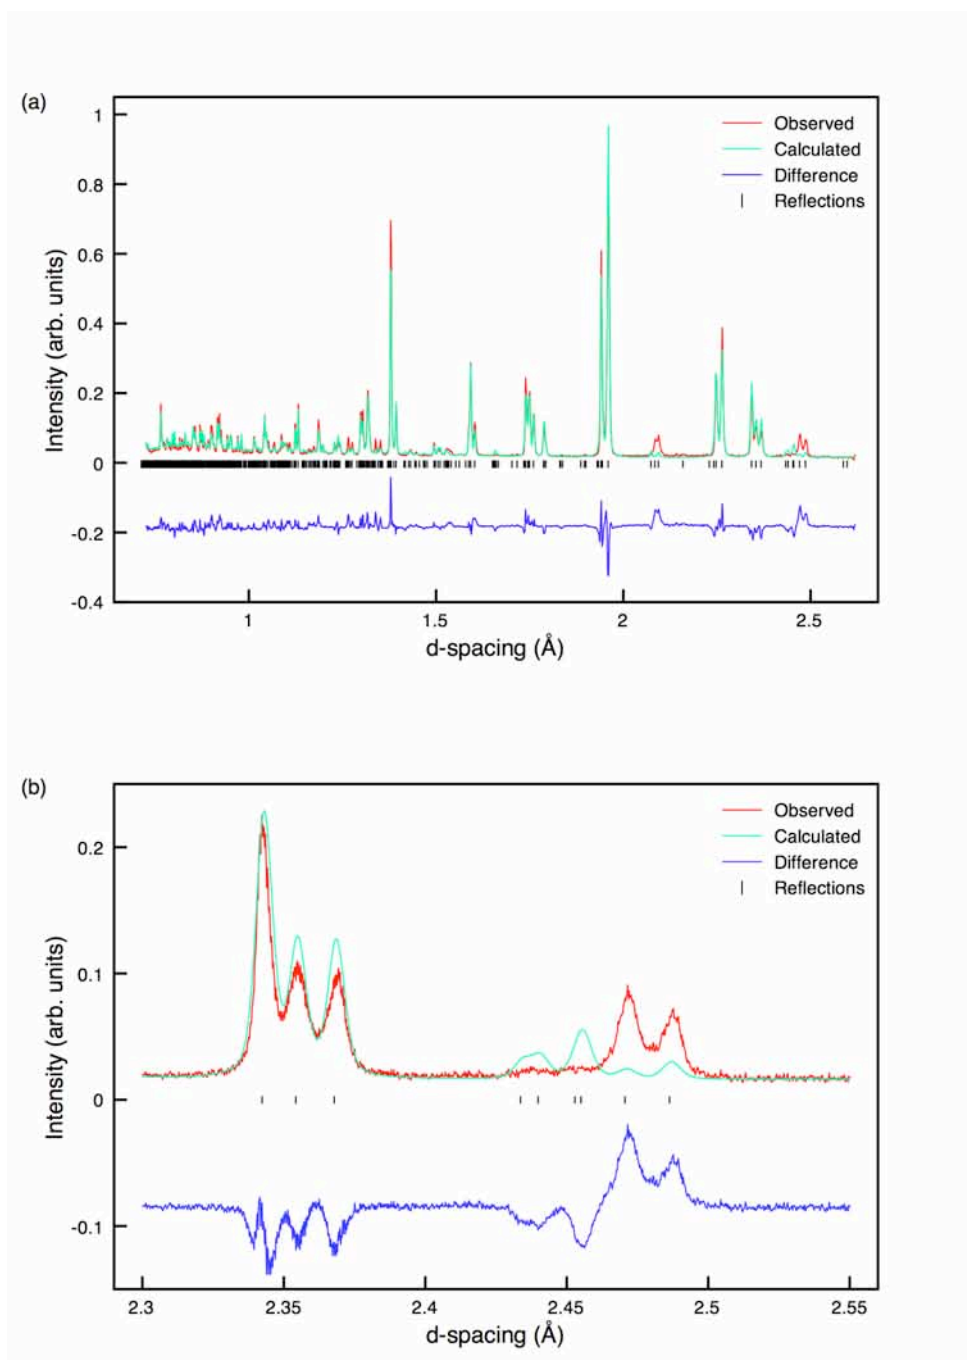 (a)
Observed
Calculated
Difference
Reflections
Intensity (arb. units)
1
0.8
0.6
0.4
0.2
0
-0.2
-0.4
1
1.5
2
2.5
d-spacing (Å)
(b)
Observed
Calculated
Difference
Reflections
Intensity (arb. units)
0.2
0.1
0
-0.1
2.3
2.35
2.4
2.45
2.5
2.55
d-spacing (Å)